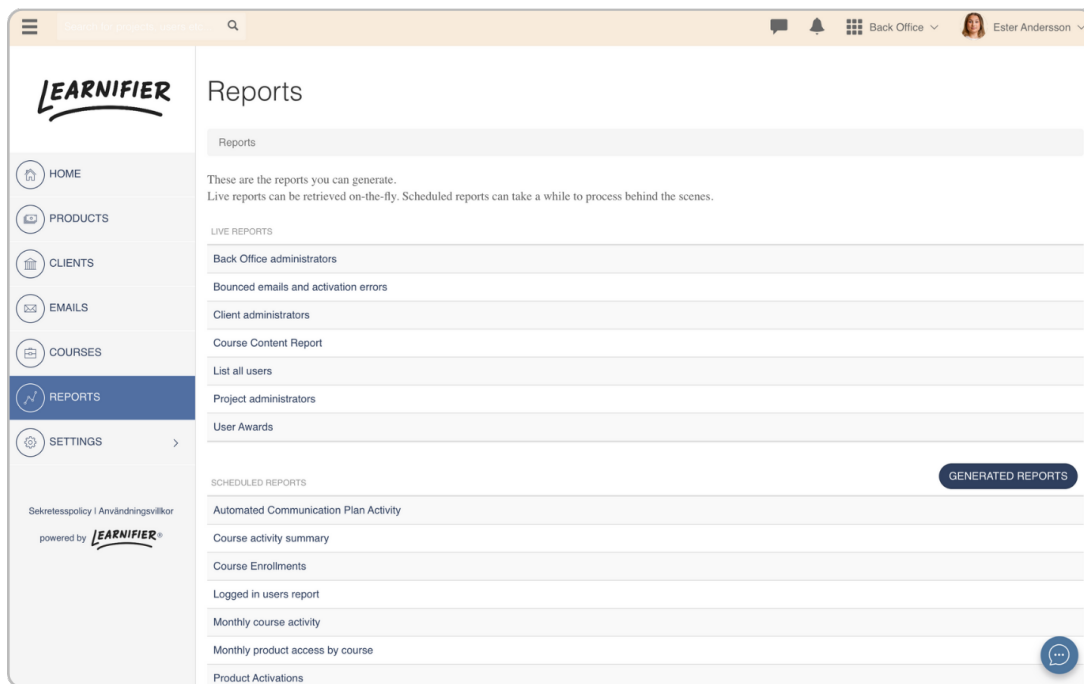 Back Office
Ester Andersson
LEARNIFIER
Reports
Reports
HOME
PRODUCTS
CLIENTS
EMAILS
COURSES
REPORTS
SETTINGS
Sekretesspolicy | Användningsvillkor
powered by LEARNIFIER®
These are the reports you can generate.
Live reports can be retrieved on-the-fly. Scheduled reports can take a while to process behind the scenes.
LIVE REPORTS
Back Office administrators
Bounced emails and activation errors
Client administrators
Course Content Report
List all users
Project administrators
User Awards
SCHEDULED REPORTS
GENERATED REPORTS
Automated Communication Plan Activity
Course activity summary
Course Enrollments
Logged in users report
Monthly course activity
Monthly product access by course
Product Activations